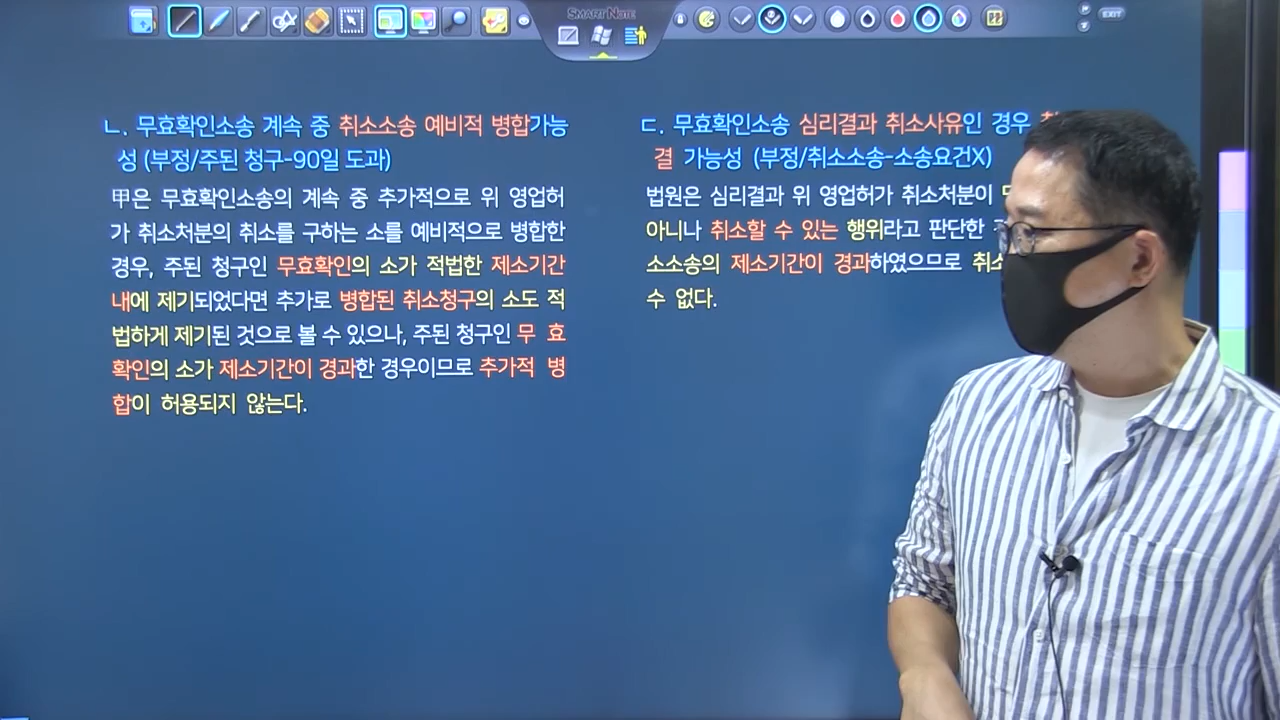 SMART NOTE
EXIT
ㄴ. 무효확인소송 계속 중 취소소송 예비적 병합가능
성 (부정/주된 청구-90일 도과)
甲은 무효확인소송의 계속 중 추가적으로 위 영업허
가 취소처분의 취소를 구하는 소를 예비적으로 병합한
경우, 주된 청구인 무효확인의 소가 적법한 제소기간
내에 제기되었다면 추가로 병합된 취소청구의 소도 적
법하게 제기된 것으로 볼 수 있으나, 주된 청구인 무 효
확인의 소가 제소기간이 경과한 경우이므로 추가적 병
합이 허용되지 않는다.
ㄷ. 무효확인소송 심리결과 취소사유인 경우
결 가능성 (부정/취소소송-소송요건X)
법원은 심리결과 위 영업허가 취소처분이
아니나 취소할 수 있는 행위라고 판단한
소소송의 제소기간이 경과하였으므로 취소
수 없다.